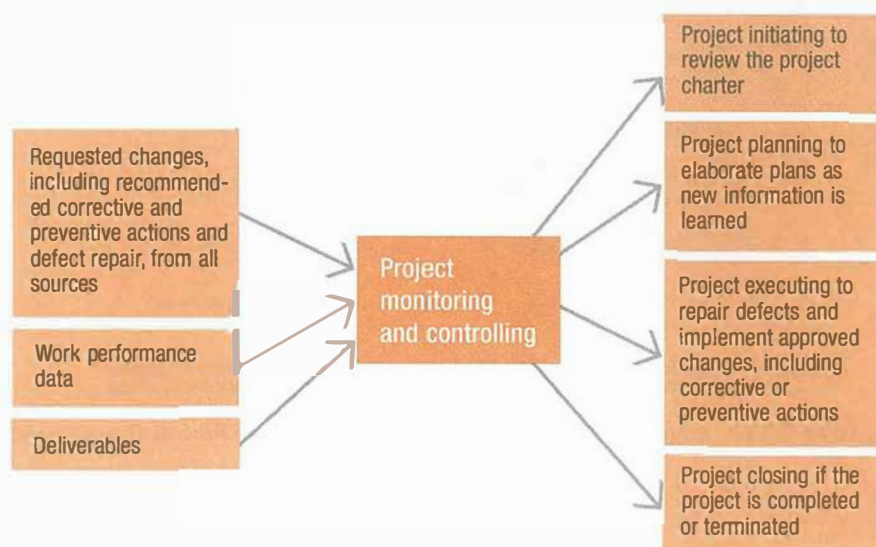 Requested changes,
including recommend-
ed corrective and
preventive actions and
defect repair, from all
sources
Work performance
data
Deliverables
Project
monitoring
and controlling
Project initiating to
review the project
charter
Project planning to
elaborate plans as
new information is
learned
Project executing to
repair defects and
implement approved
changes, including
corrective or
preventive actions
Project closing if the
project is completed
or terminated